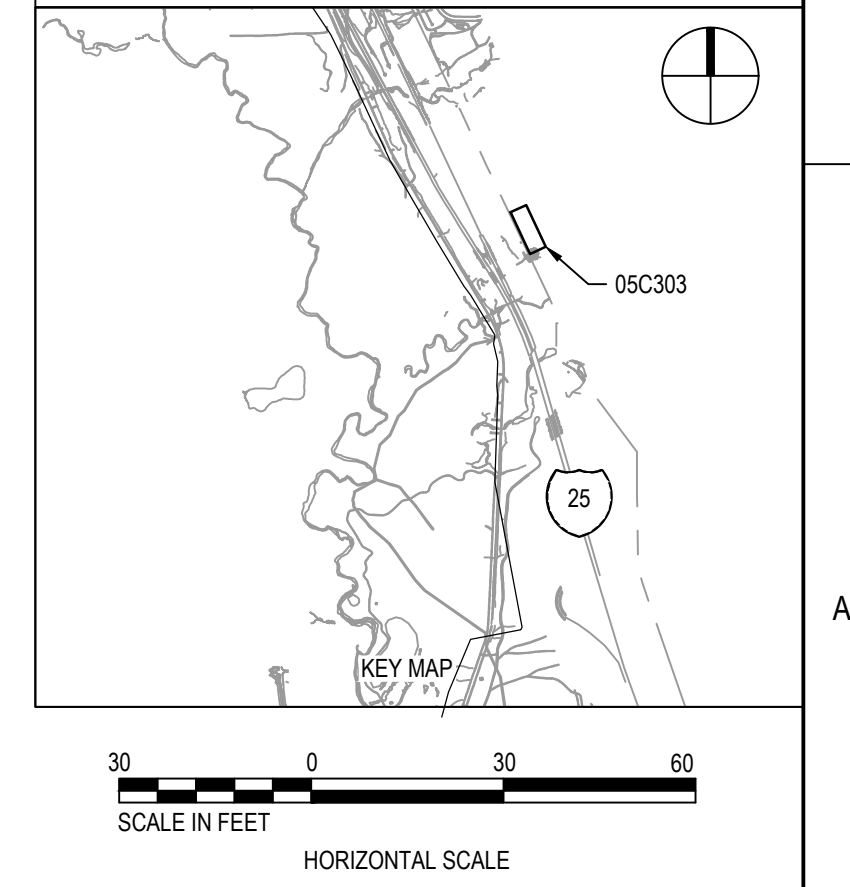 05C303
25
KEY MAP
30 0 30 60
SCALE IN FEET
HORIZONTAL SCALE
A